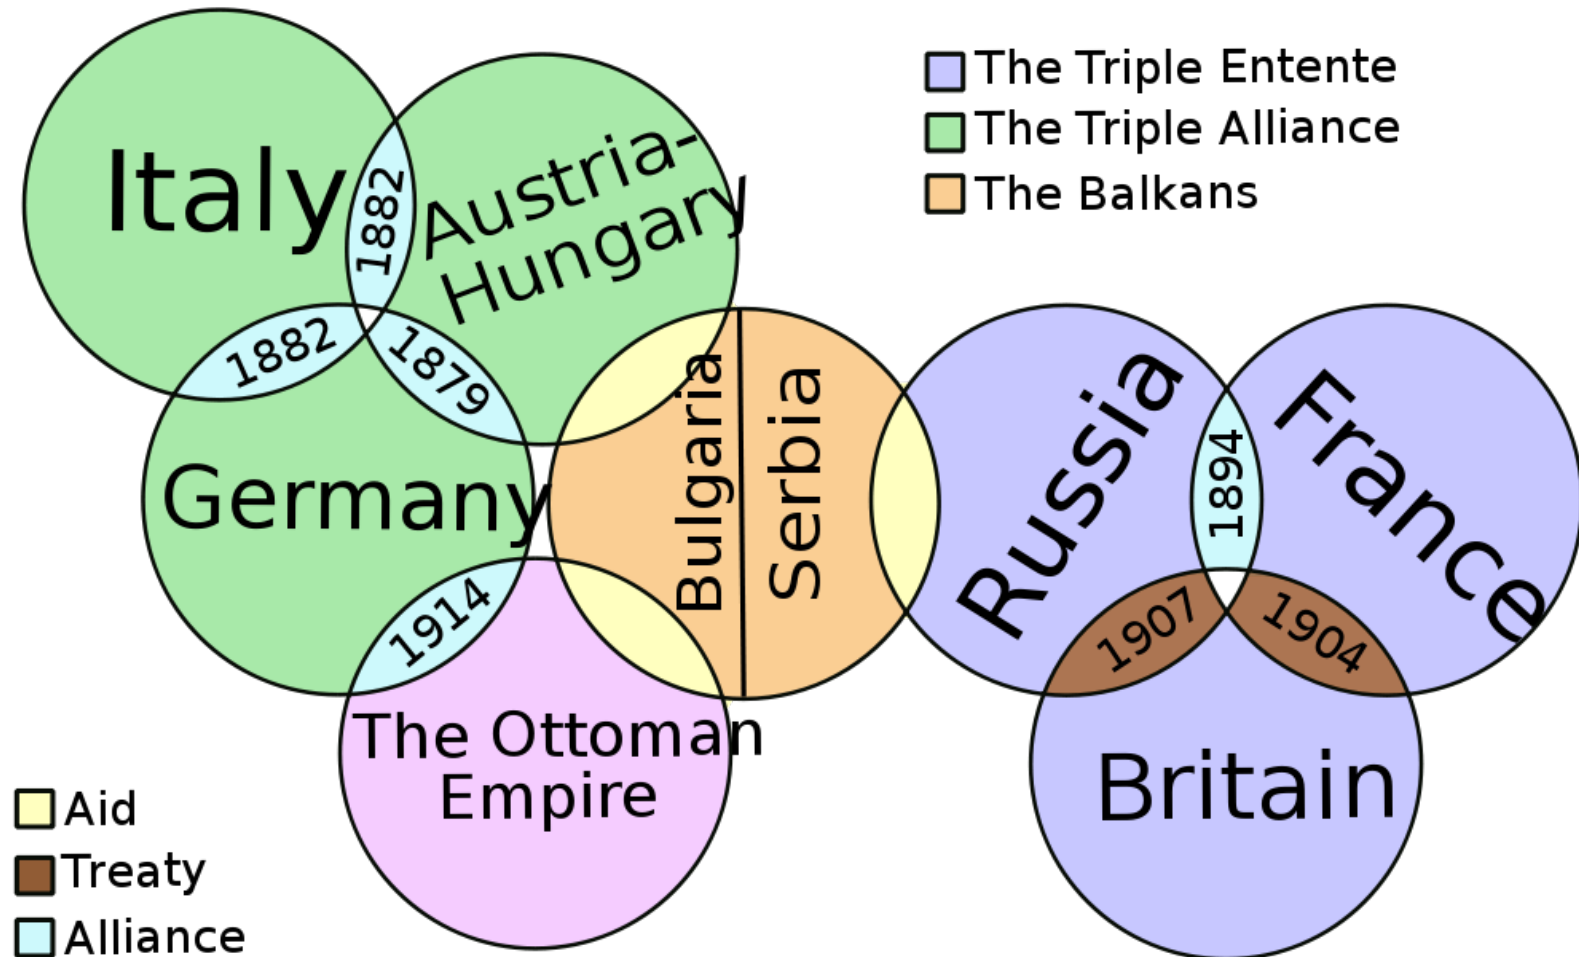 The Triple Entente
The Triple Alliance
The Balkans
Italy
1882
Austria-
Hungary
1882
1879
Germany
Bulgaria
Serbia
Russia
1894
France
1914
1907
1904
The Ottoman
Empire
Britain
Aid
Treaty
Alliance